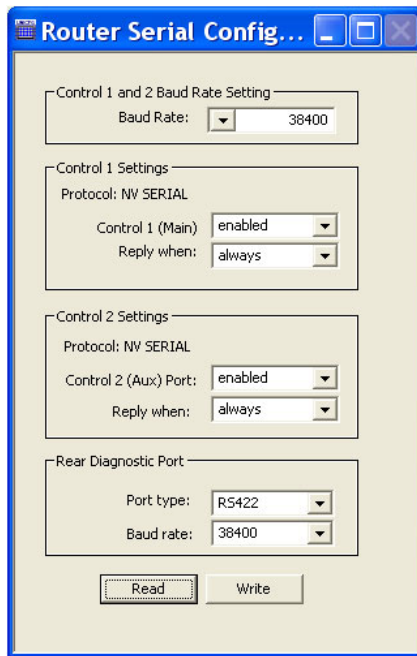 Router Serial Config...
Control 1 and 2 Baud Rate Setting
Baud Rate: 38400
Control 1 Settings
Protocol: NV SERIAL
Control 1 (Main) enabled
Reply when: always
Control 2 Settings
Protocol: NV SERIAL
Control 2 (Aux) Port: enabled
Reply when: always
Rear Diagnostic Port
Port type: RS422
Baud rate: 38400
Read Write